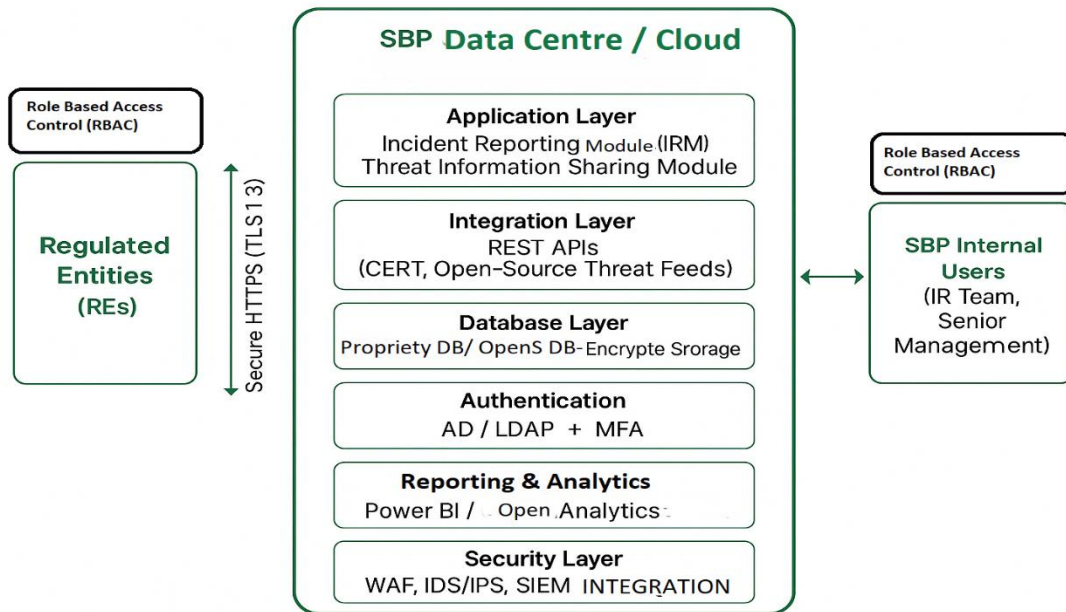 SBP Data Centre / Cloud
Role Based Access
Control (RBAC)
Regulated
Entities
(REs)
Secure HTTPS (TLS 1 3)
Application Layer
Incident Reporting Module (IRM)
Threat Information Sharing Module
Integration Layer
REST APIs
(CERT, Open-Source Threat Feeds)
Database Layer
Propriety DB/ OpenS DB-Encrypte Srorage
Authentication
AD / LDAP + MFA
Reporting & Analytics
Power BI / Open Analytics
Security Layer
WAF, IDS/IPS, SIEM INTEGRATION
Role Based Access
Control (RBAC)
SBP Internal
Users
(IR Team,
Senior
Management)